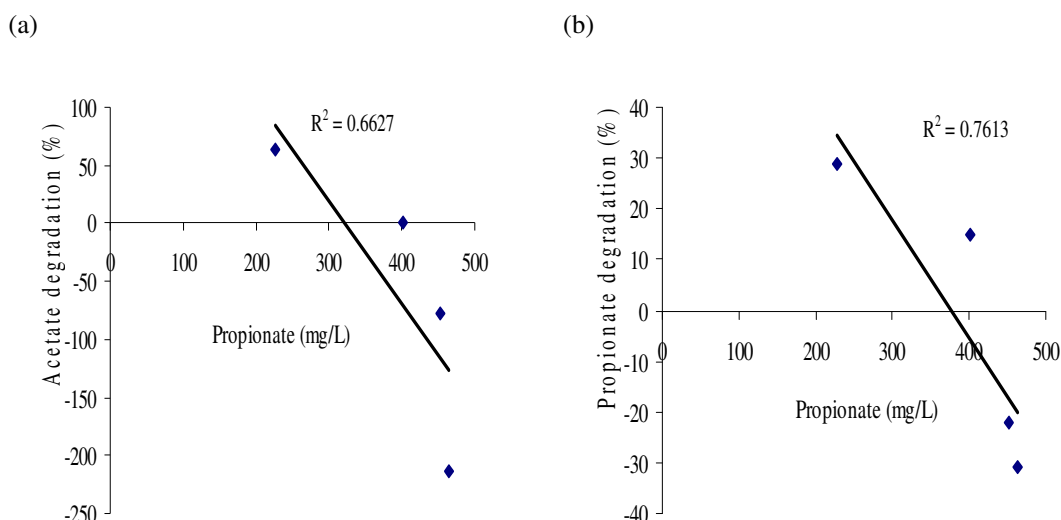 (a)
(b)
R² = 0.6627
Acetate degradation (%)
100
50
0
-50
-100
-150
-200
-250
0 100 200 300 400 500
Propionate (mg/L)
R² = 0.7613
Propionate degradation (%)
40
30
20
10
0
-10
-20
-30
-40
0 100 200 300 400 500
Propionate (mg/L)